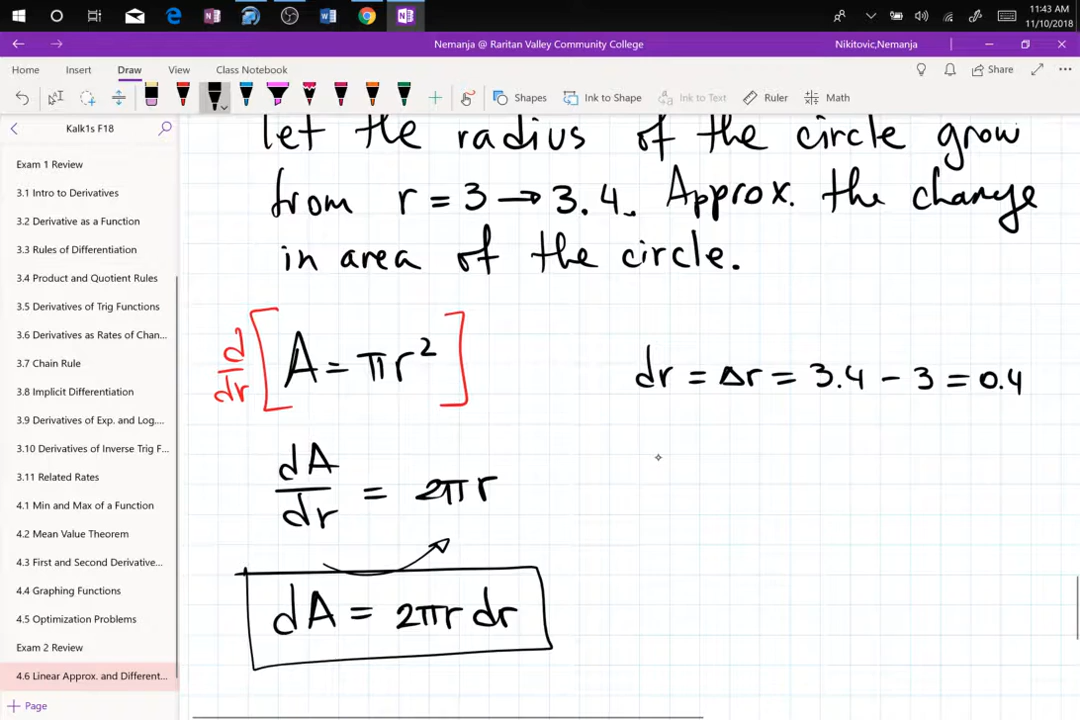 11:43 AM
11/10/2018
Nemanja @ Raritan Valley Community College
Nikitovic,Nemanja
Home Insert Draw View Class Notebook
Share
Shapes Ink to Shape Ink to Text Ruler Math
Kalk1s F18
Exam 1 Review
3.1 Intro to Derivatives
3.2 Derivative as a Function
3.3 Rules of Differentiation
3.4 Product and Quotient Rules
3.5 Derivatives of Trig Functions
3.6 Derivatives as Rates of Chan...
3.7 Chain Rule
3.8 Implicit Differentiation
3.9 Derivatives of Exp. and Log....
3.10 Derivatives of Inverse Trig F...
3.11 Related Rates
4.1 Min and Max of a Function
4.2 Mean Value Theorem
4.3 First and Second Derivative...
4.4 Graphing Functions
4.5 Optimization Problems
Exam 2 Review
4.6 Linear Approx. and Different...
+ Page
let the radius of the circle grow
from r = 3 → 3.4. Approx. the change
in area of the circle.
d/dr [A = πr²]
dr = Δr = 3.4 - 3 = 0.4
dA/dr = 2πr
dA = 2πr dr